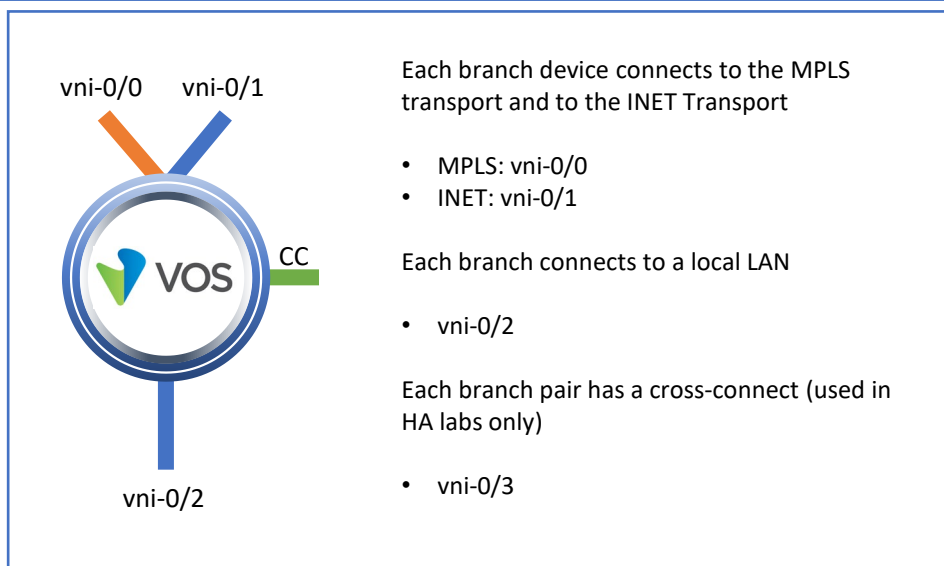 vni-0/0 vni-0/1
VOS
CC
vni-0/2
Each branch device connects to the MPLS
transport and to the INET Transport
• MPLS: vni-0/0
• INET: vni-0/1
Each branch connects to a local LAN
• vni-0/2
Each branch pair has a cross-connect (used in
HA labs only)
• vni-0/3